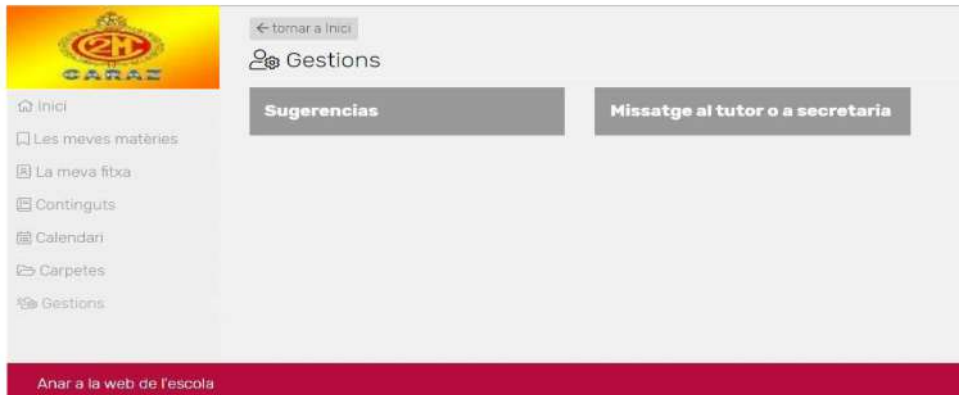 2MC
CARAZ
← tornar a Inici
Gestions
Inici
Les meves matèries
La meva fitxa
Continguts
Calendari
Carpetes
Gestions
Sugerencias
Missatge al tutor o a secretaria
Anar a la web de l'escola